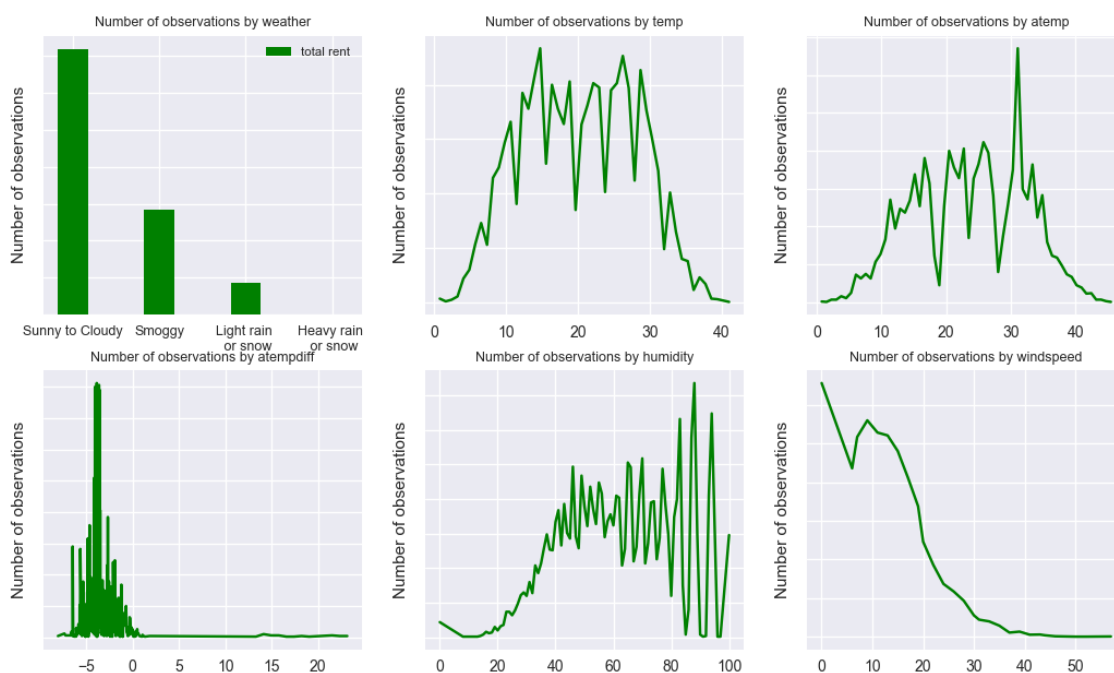 Number of observations by weather
Number of observations
total rent
Sunny to Cloudy
Smoggy
Light rain
or snow
Heavy rain
or snow
Number of observations by temp
Number of observations
0 10 20 30 40
Number of observations by atemp
Number of observations
0 10 20 30 40
Number of observations by atempdiff
Number of observations
−5 0 5 10 15 20
Number of observations by humidity
Number of observations
0 20 40 60 80 100
Number of observations by windspeed
Number of observations
0 10 20 30 40 50